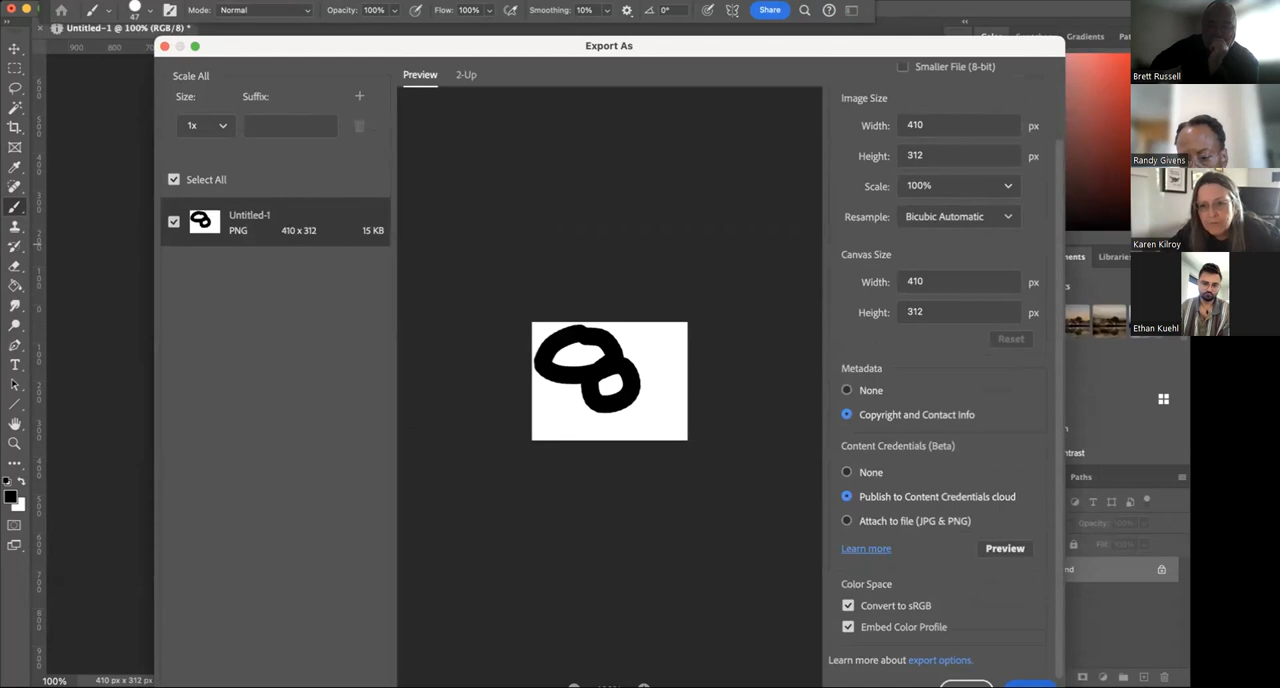 47
Mode: Normal
Opacity: 100%
Flow: 100%
Smoothing: 10%
0°
Share
Untitled-1 @ 100% (RGB/8) *
Export As
900 800
Gradients
Scale All
Size: Suffix:
1x
Select All
Untitled-1
PNG 410 x 312 15 KB
Preview 2-Up
Smaller File (8-bit)
Image Size
Width: 410 px
Height: 312 px
Scale: 100%
Resample: Bicubic Automatic
Canvas Size
Width: 410 px
Height: 312 px
Reset
Metadata
None
Copyright and Contact Info
Content Credentials (Beta)
None
Publish to Content Credentials cloud
Attach to file (JPG & PNG)
Learn more Preview
Color Space
Convert to sRGB
Embed Color Profile
Learn more about export options.
Brett Russell
Randy Givens
Karen Kilroy
Ethan Kuehl
Paths
Opacity: 100%
Fill: 100%
100% 410 px x 312 px